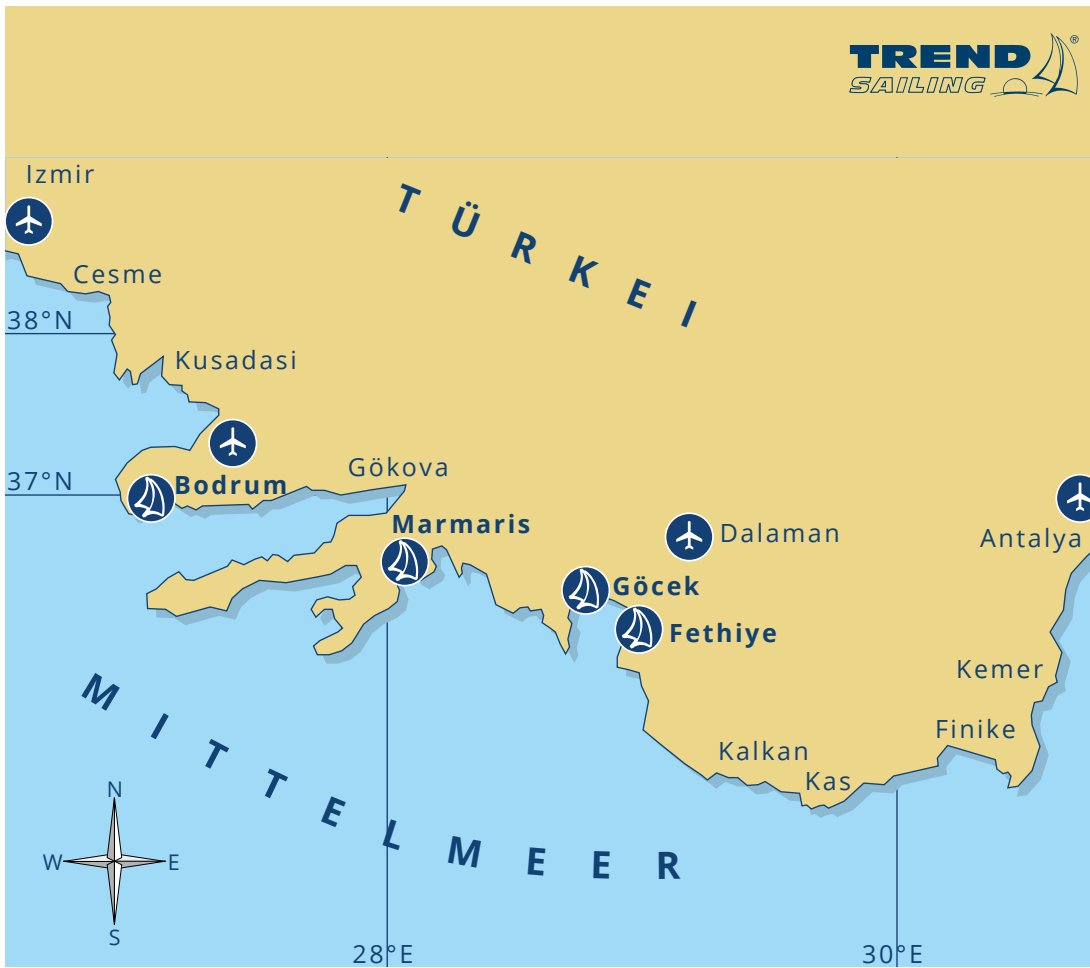 TREND
SAILING
®
Izmir
TÜRKEI
Cesme
38°N
Kusadasi
Gökova
37°N
Bodrum
Marmaris
Dalaman
Antalya
Göcek
Fethiye
Kemer
MITTELMEER
Finike
Kalkan
Kas
N
W
E
S
28°E
30°E